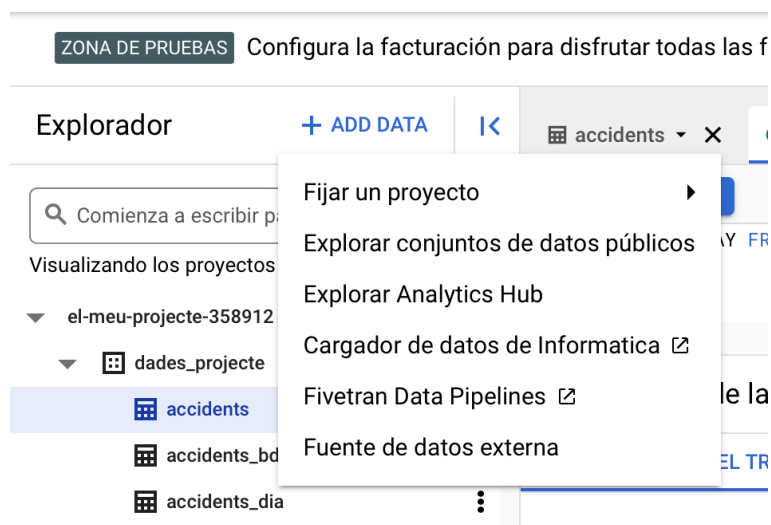 ZONA DE PRUEBAS Configura la facturación para disfrutar todas las
Explorador
+ ADD DATA
accidents
Fijar un proyecto
Comienza a escribir
Explorar conjuntos de datos públicos
FR
Visualizando los proyectos
Explorar Analytics Hub
el-meu-projecte-358912
Cargador de datos de Informatica
dades_projecte
Fivetran Data Pipelines
de la
accidents
Fuente de datos externa
accidents_bd
EL TR
accidents_dia